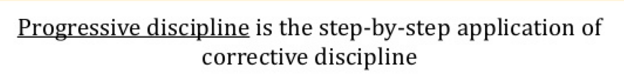 Progressive discipline is the step-by-step application of
corrective discipline